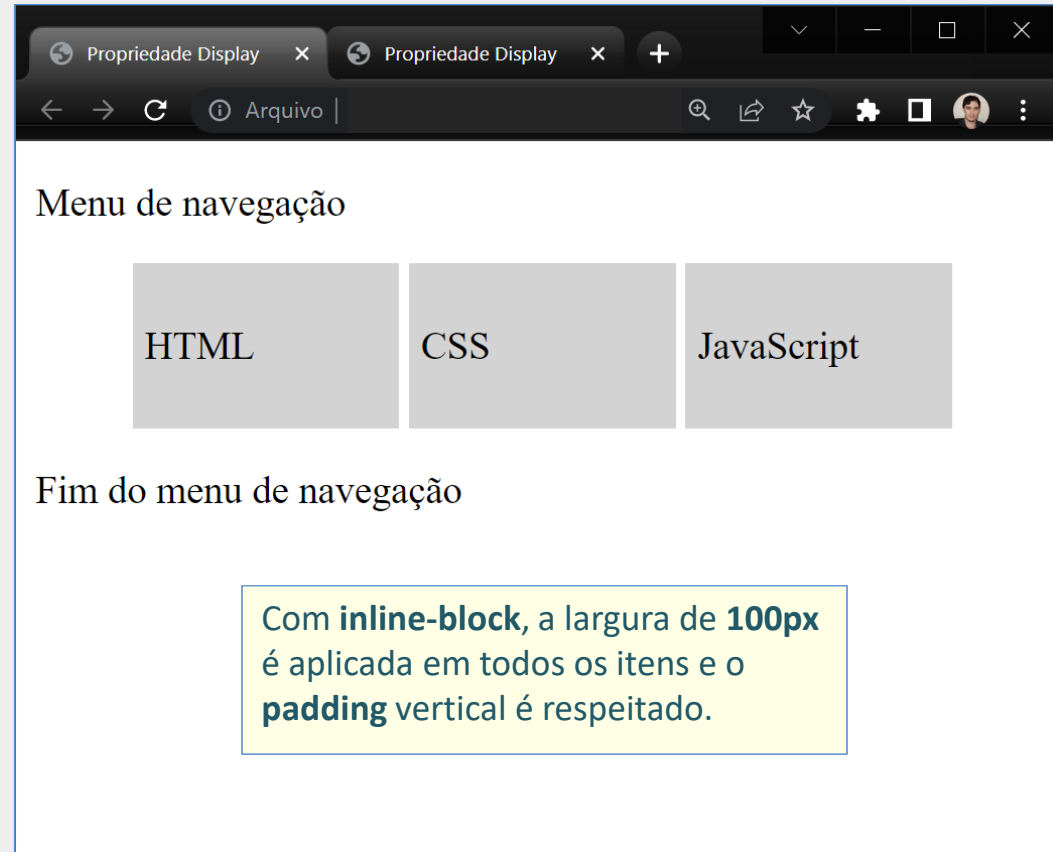 Propriedade Display
Propriedade Display
Arquivo
Menu de navegação
HTML CSS JavaScript
Fim do menu de navegação
Com inline-block, a largura de 100px
é aplicada em todos os itens e o
padding vertical é respeitado.